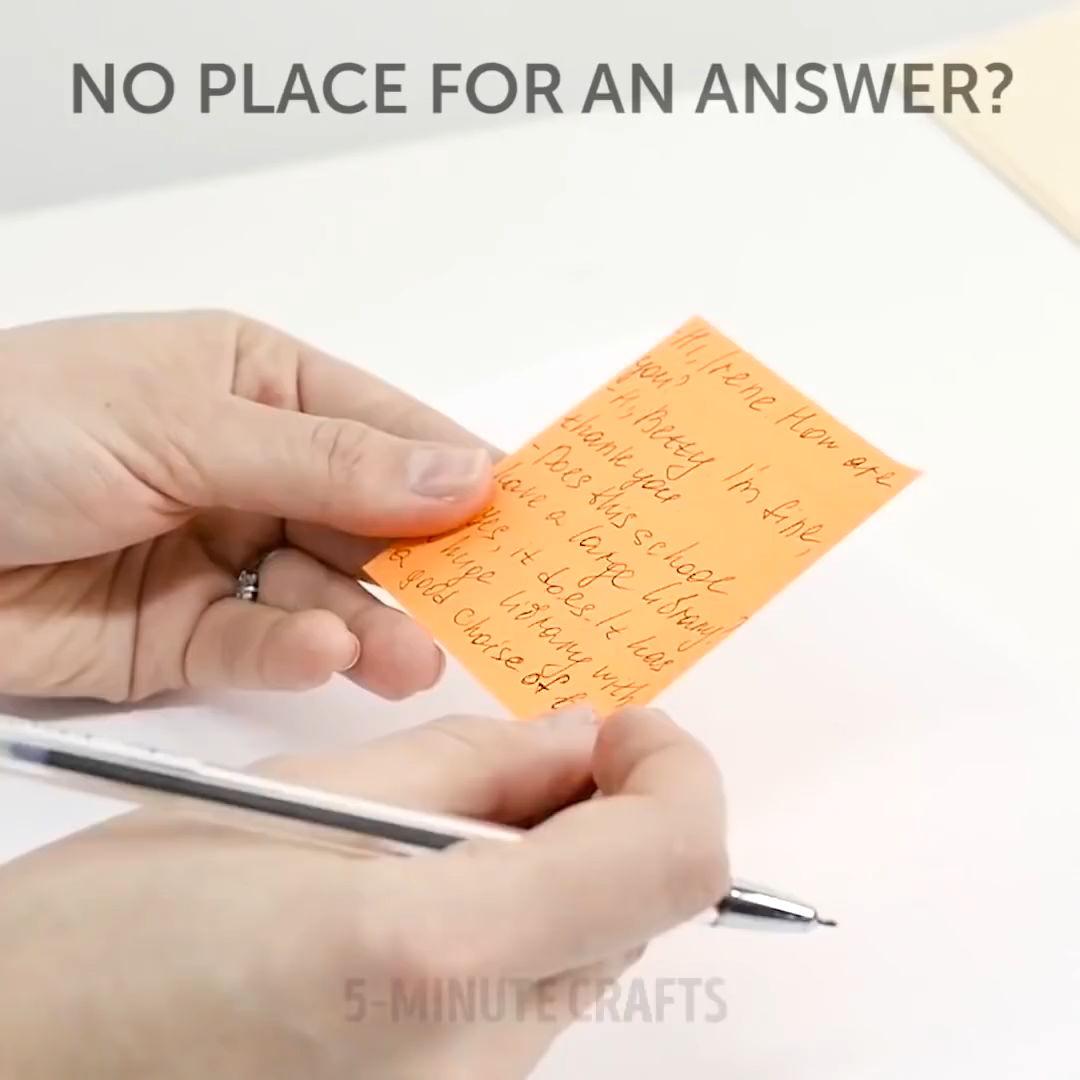 NO PLACE FOR AN ANSWER?
-Hi, Irene. How are
you?
-Hi, Betty. I'm fine,
thank you
-Does this school
have a large library?
Yes, it does. It has
huge library with
a good choise of
5-MINUTE CRAFTS